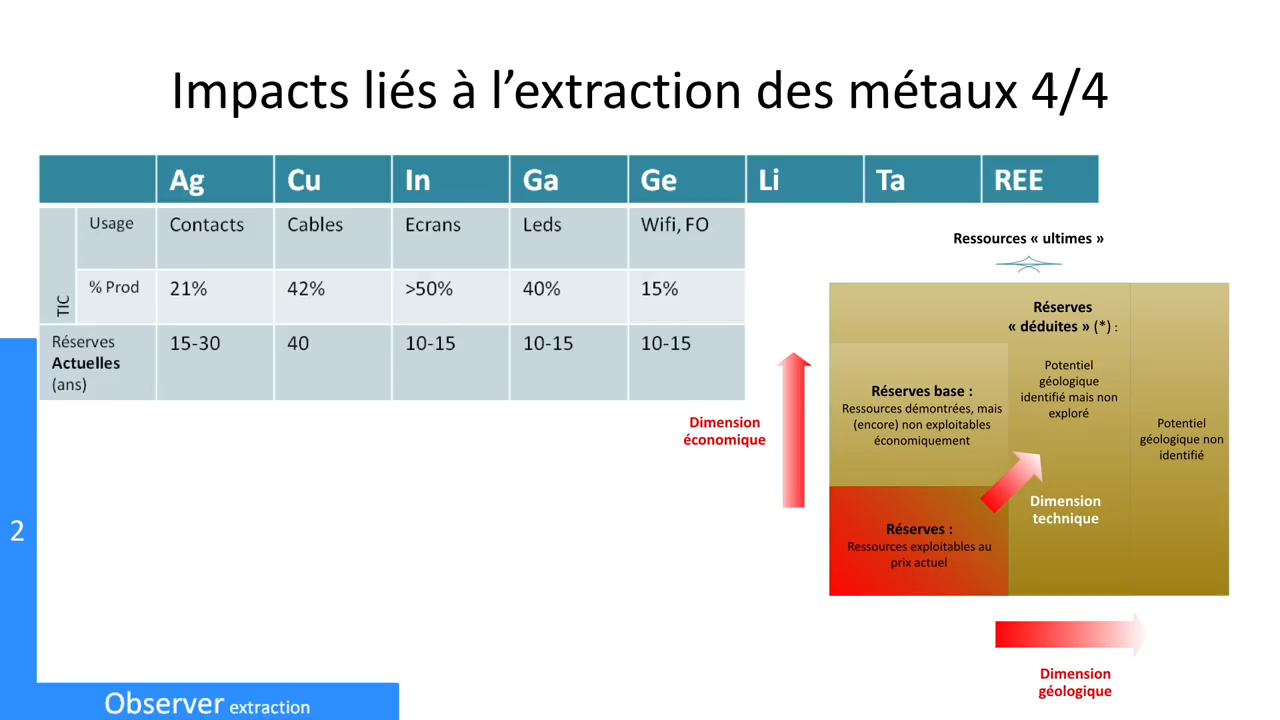 Impacts liés à l’extraction des métaux 4/4
Ag Cu In Ga Ge Li Ta REE
TIC
Usage Contacts Cables Ecrans Leds Wifi, FO
% Prod 21% 42% >50% 40% 15%
Réserves
Actuelles
(ans)
15-30 40 10-15 10-15 10-15
Ressources « ultimes »
Réserves
« déduites » (*) :
Potentiel
géologique
identifié mais non
exploré
Réserves base :
Ressources démontrées, mais
(encore) non exploitables
économiquement
Potentiel
géologique non
identifié
Dimension
économique
Dimension
technique
Réserves :
Ressources exploitables au
prix actuel
Dimension
géologique
2
Observer extraction